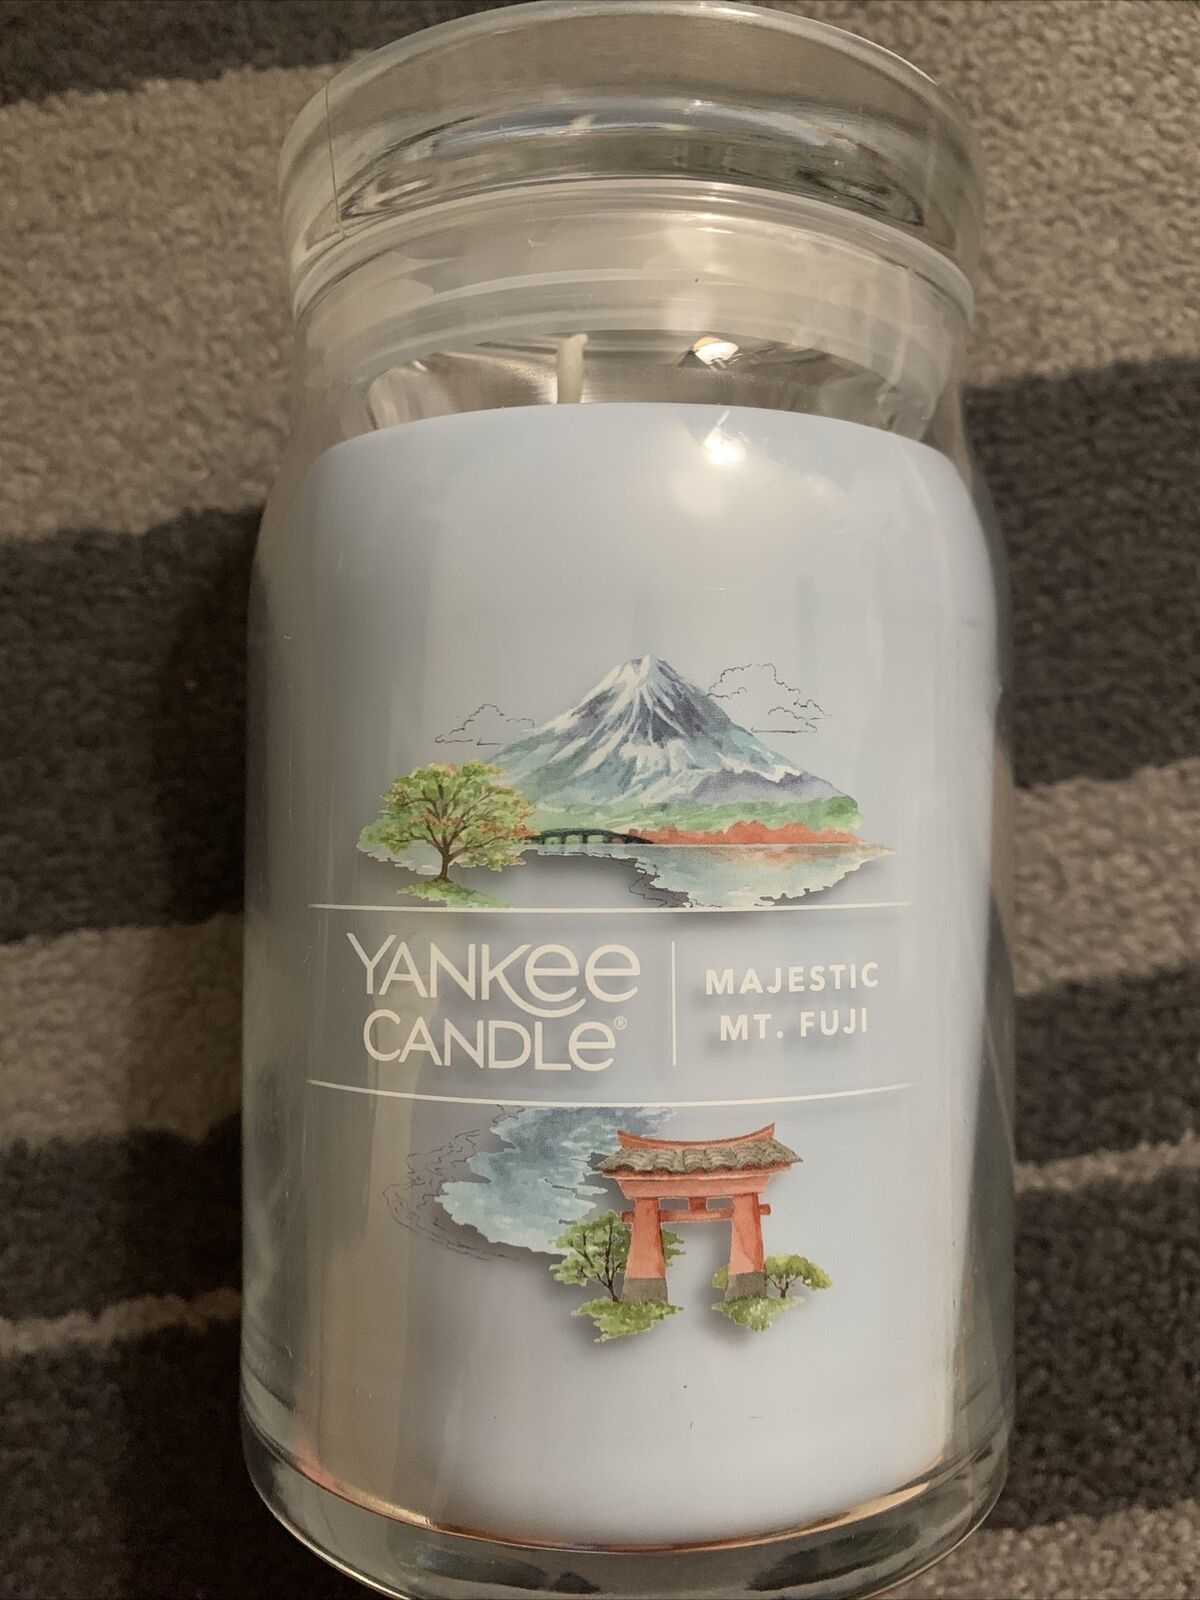 YANKEE
CANDLE®
MAJESTIC
MT. FUJI